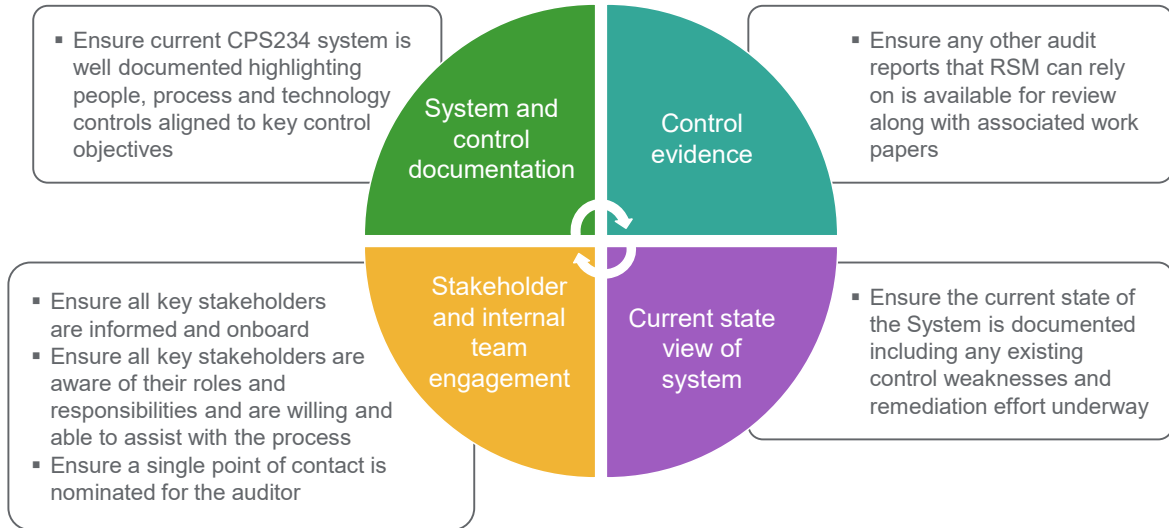 ▪ Ensure current CPS234 system is
well documented highlighting
people, process and technology
controls aligned to key control
objectives
System and
control
documentation
Control
evidence
▪ Ensure any other audit
reports that RSM can rely
on is available for review
along with associated work
papers
▪ Ensure all key stakeholders
are informed and onboard
▪ Ensure all key stakeholders are
aware of their roles and
responsibilities and are willing and
able to assist with the process
▪ Ensure a single point of contact is
nominated for the auditor
Stakeholder
and internal
team
engagement
Current state
view of
system
▪ Ensure the current state of
the System is documented
including any existing
control weaknesses and
remediation effort underway